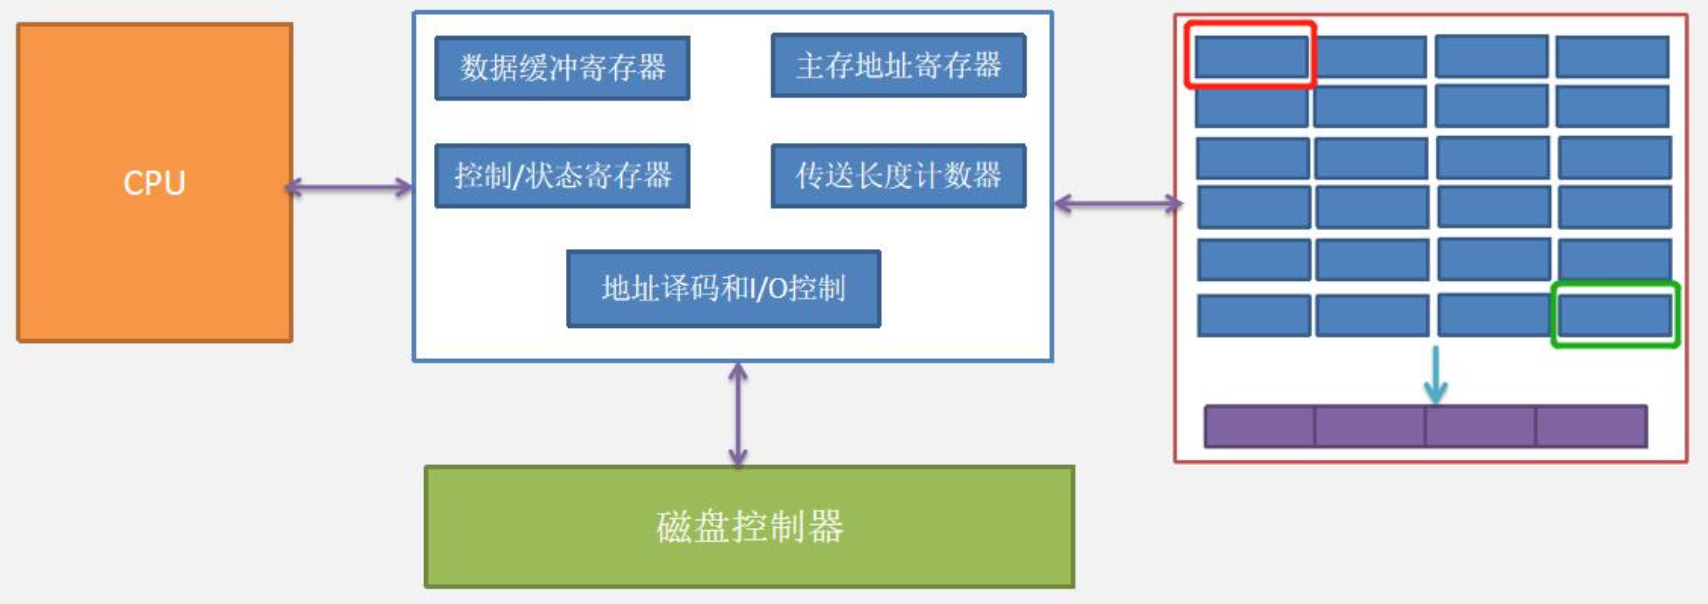 CPU
数据缓冲寄存器
主存地址寄存器
控制/状态寄存器
传送长度计数器
地址译码和I/O控制
磁盘控制器